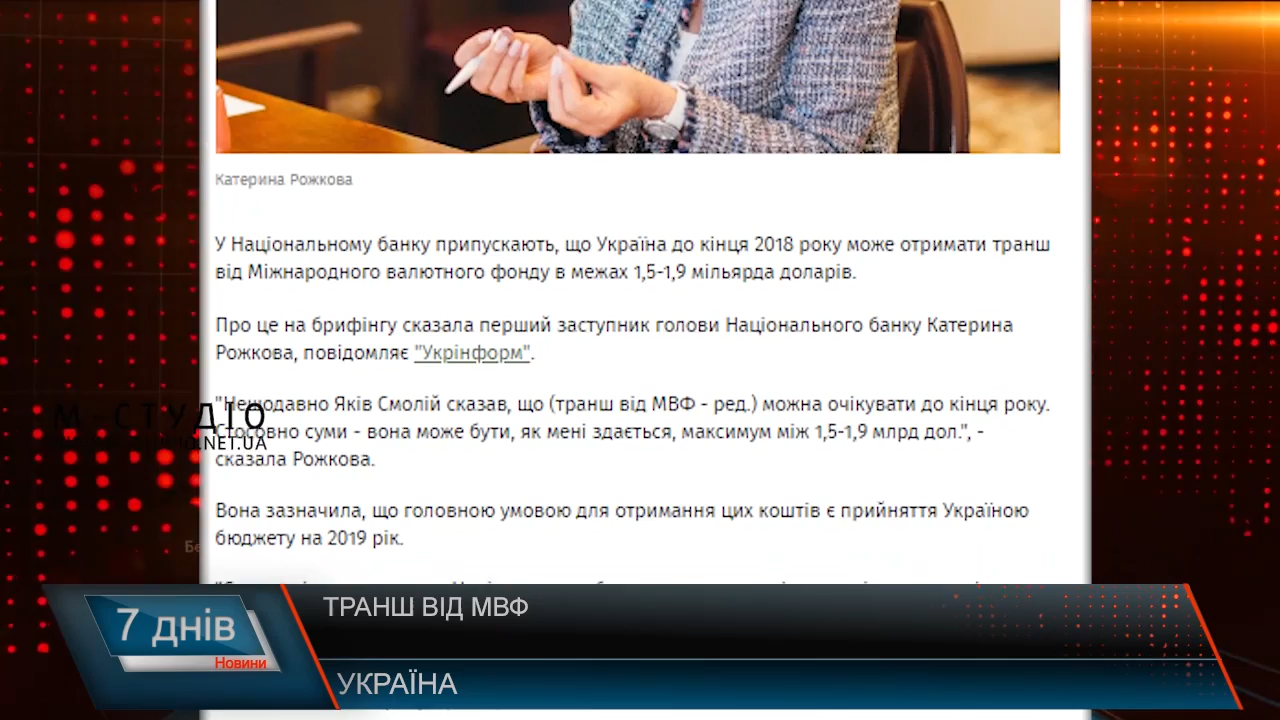 Катерина Рожкова
У Національному банку припускають, що Україна до кінця 2018 року може отримати транш
від Міжнародного валютного фонду в межах 1,5-1,9 мільярда доларів.
Про це на брифінгу сказала перший заступник голови Національного банку Катерина
Рожкова, повідомляє "Укрінформ".
"Нещодавно Яків Смолій сказав, що (транш від МВФ - ред.) можна очікувати до кінця року.
Стосовно суми - вона може бути, як мені здається, максимум між 1,5-1,9 млрд дол.", -
сказала Рожкова.
Вона зазначила, що головною умовою для отримання цих коштів є прийняття Україною
бюджету на 2019 рік.
М-СТУДІО
7 днів
Новини
ТРАНШ ВІД МВФ
УКРАЇНА